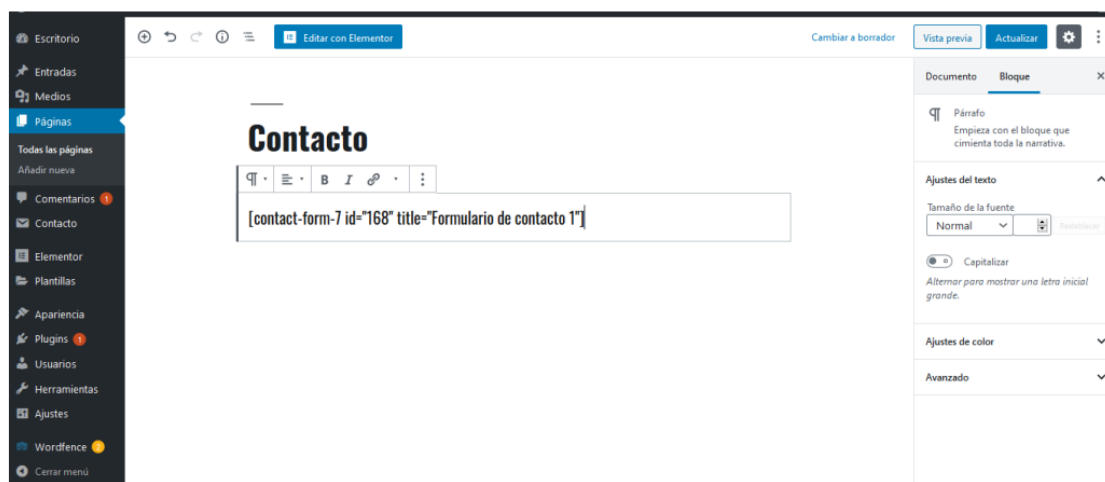 Escritorio
Entradas
Medios
Páginas
Todas las páginas
Añadir nueva
Comentarios 1
Contacto
Elementor
Plantillas
Apariencia
Plugins 1
Usuarios
Herramientas
Ajustes
Wordfence 2
Cerrar menú
Editar con Elementor
Cambiar a borrador
Vista previa
Actualizar
Contacto
B I
[contact-form-7 id="168" title="Formulario de contacto 1"]
Documento Bloque
Párrafo
Empieza con el bloque que
cimienta toda la narrativa.
Ajustes del texto
Tamaño de la fuente
Normal
Restablecer
Capitalizar
Alternar para mostrar una letra inicial
grande.
Ajustes de color
Avanzado